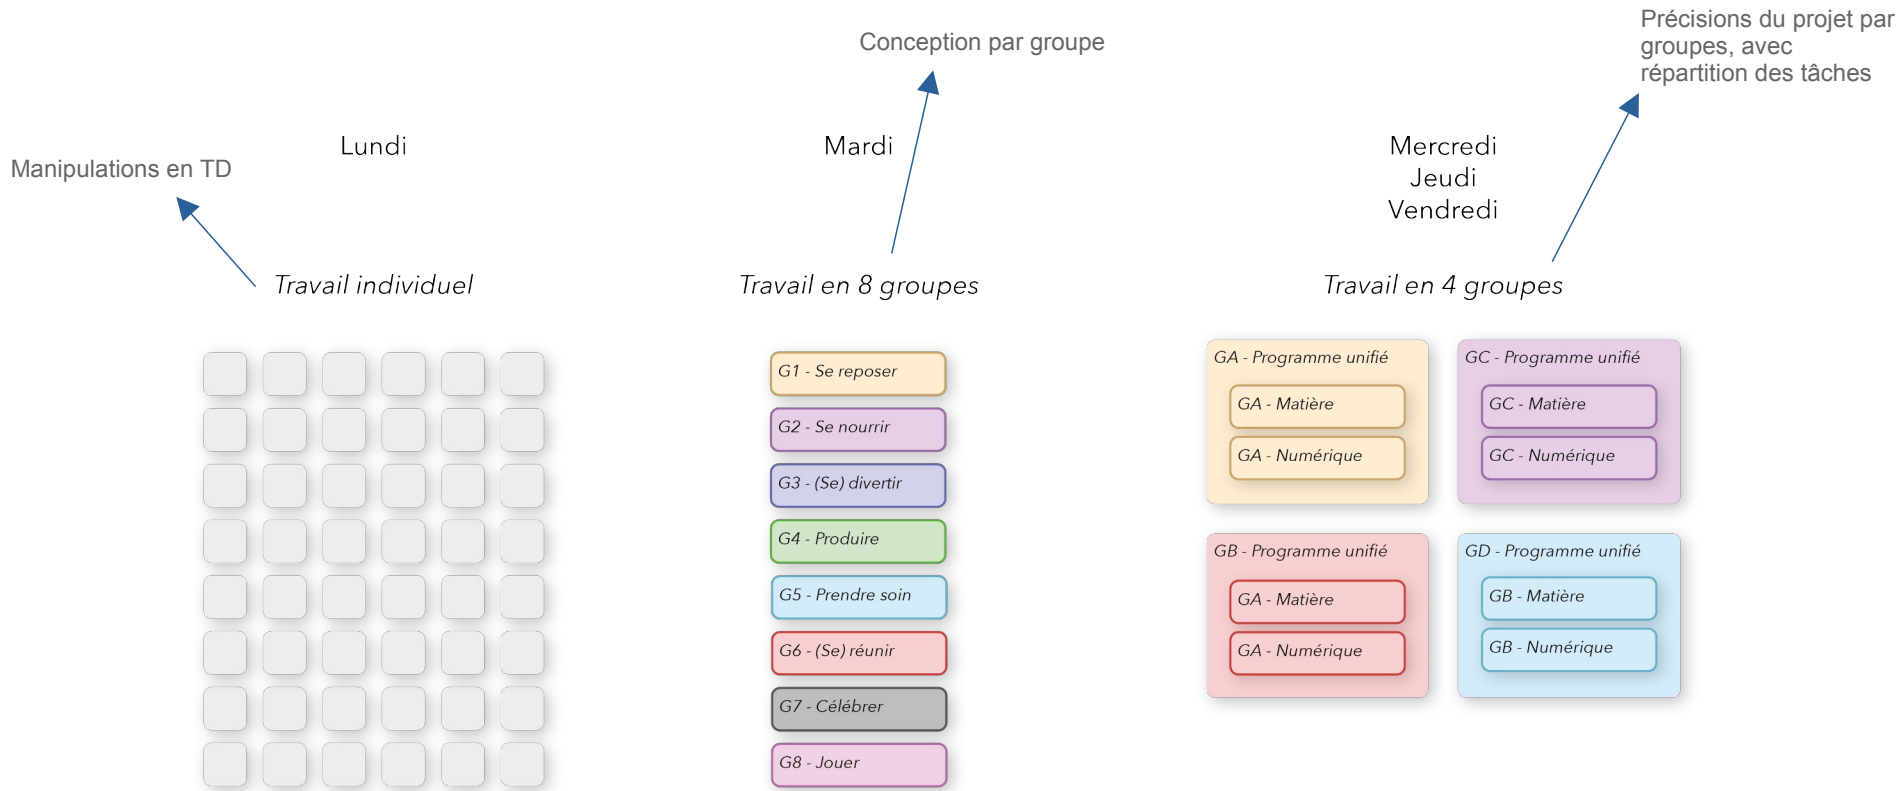 Manipulations en TD
Lundi
Travail individuel
Conception par groupe
Mardi
Travail en 8 groupes
G1 - Se reposer
G2 - Se nourrir
G3 - (Se) divertir
G4 - Produire
G5 - Prendre soin
G6 - (Se) réunir
G7 - Célébrer
G8 - Jouer
Précisions du projet par
groupes, avec
répartition des tâches
Mercredi
Jeudi
Vendredi
Travail en 4 groupes
GA - Programme unifié
GA - Matière
GA - Numérique
GC - Programme unifié
GC - Matière
GC - Numérique
GB - Programme unifié
GA - Matière
GA - Numérique
GD - Programme unifié
GB - Matière
GB - Numérique